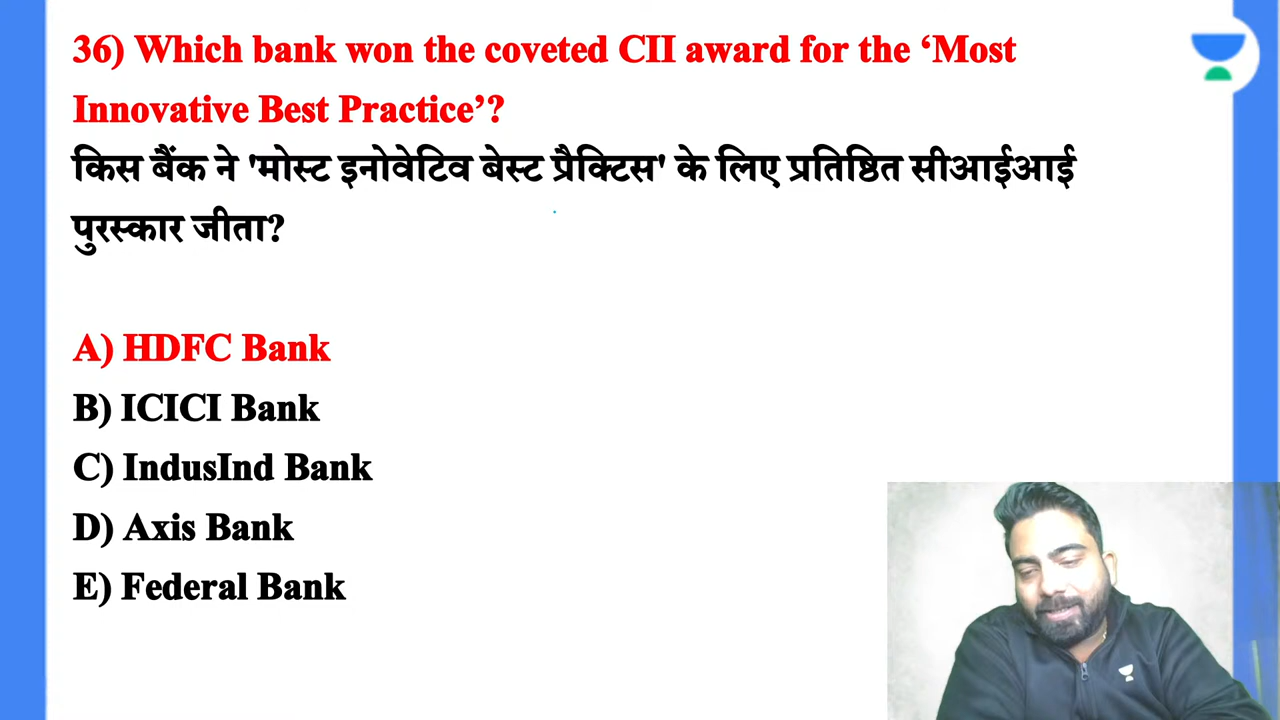 36) Which bank won the coveted CII award for the ‘Most
Innovative Best Practice’?
किस बैंक ने 'मोस्ट इनोवेटिव बेस्ट प्रैक्टिस' के लिए प्रतिष्ठित सीआईआई
पुरस्कार जीता?
A) HDFC Bank
B) ICICI Bank
C) IndusInd Bank
D) Axis Bank
E) Federal Bank